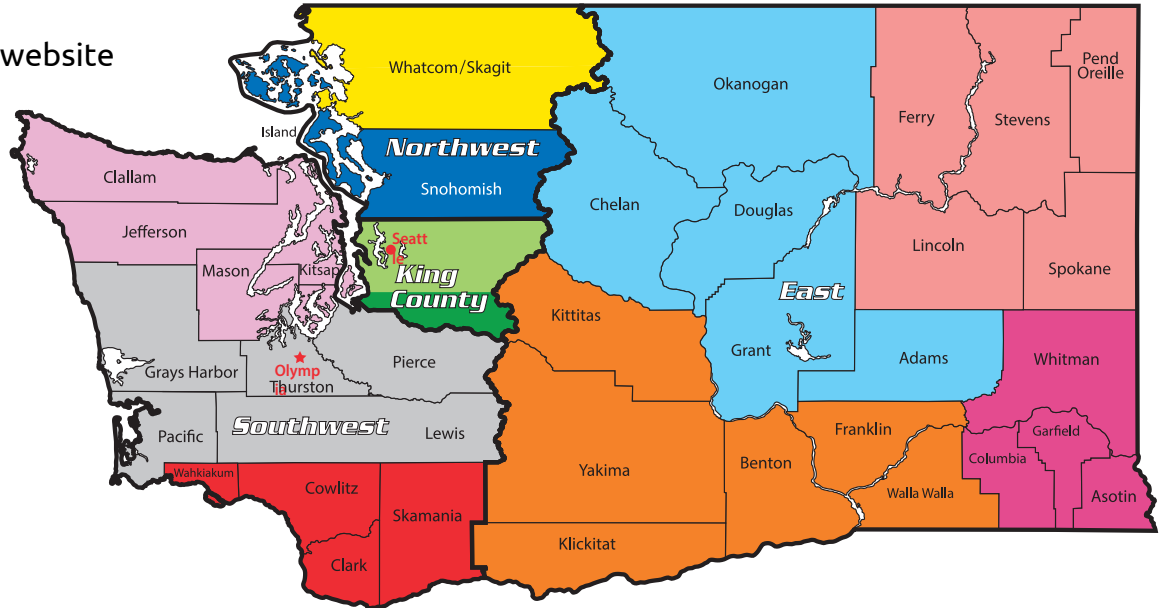 website
Whatcom/Skagit
Okanogan
Pend
Oreille
Ferry
Stevens
Island
Northwest
Snohomish
Clallam
Chelan
Douglas
Jefferson
Seatt
le
Lincoln
Mason
Kitsap
King
County
Spokane
East
Kittitas
Grant
Adams
Whitman
Pierce
Grays Harbor
Olymp
ia
Thurston
Pacific
Southwest
Lewis
Franklin
Garfield
Columbia
Wahkiakum
Cowlitz
Yakima
Benton
Walla Walla
Asotin
Skamania
Klickitat
Clark